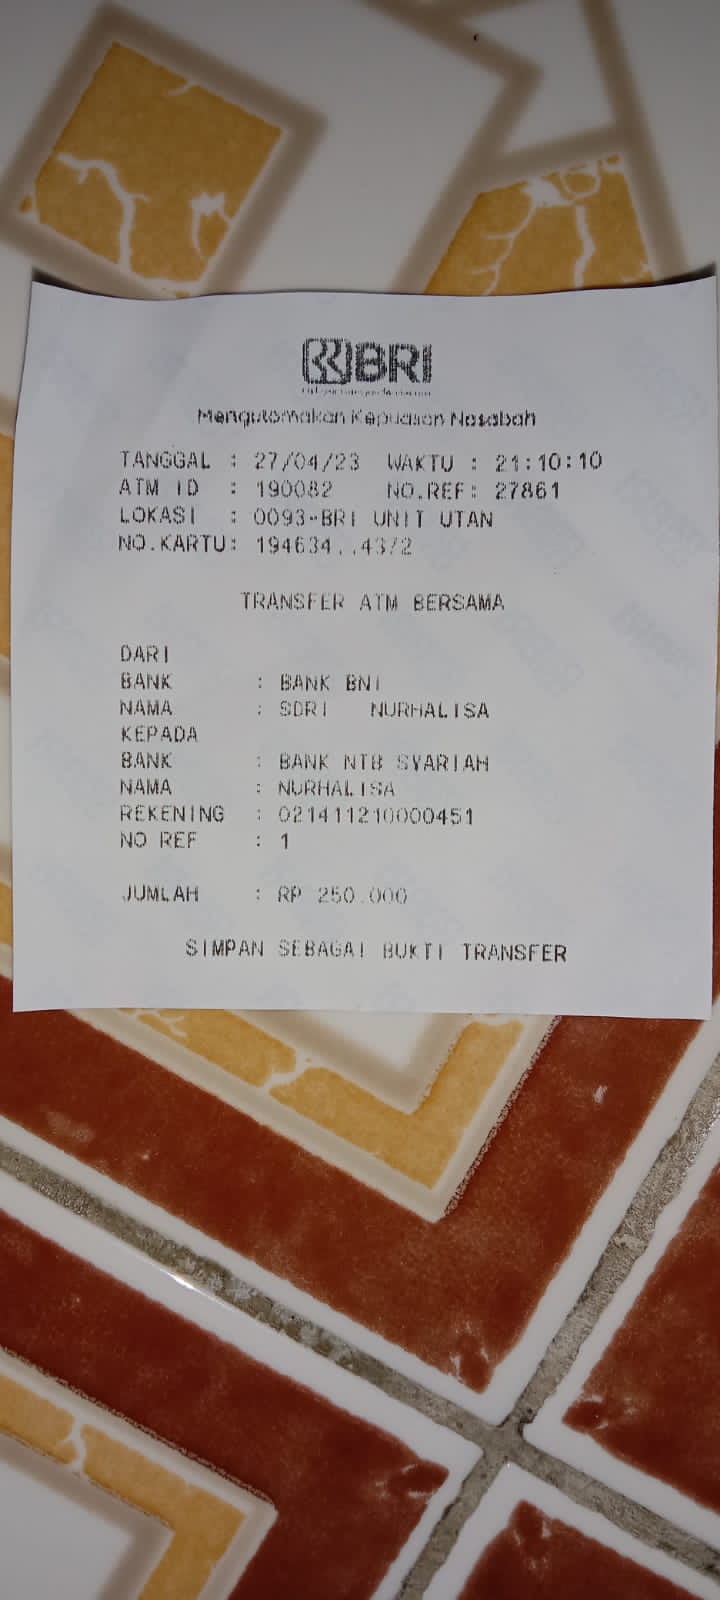 BRI
Mengutamakan Kepuasan Nasabah
TANGGAL : 27/04/23 WAKTU : 21:10:10
ATM ID : 190082 NO.REF: 27861
LOKASI : 0093-BRI UNIT UTAN
NO.KARTU: 194634..4372
TRANSFER ATM BERSAMA
DARI
BANK : BANK BNI
NAMA : SDRI NURHALISA
KEPADA
BANK : BANK NTB SYARIAH
NAMA : NURHALISA
REKENING : 021411210000451
NO REF : 1
JUMLAH : RP 250.000
SIMPAN SEBAGAI BUKTI TRANSFER